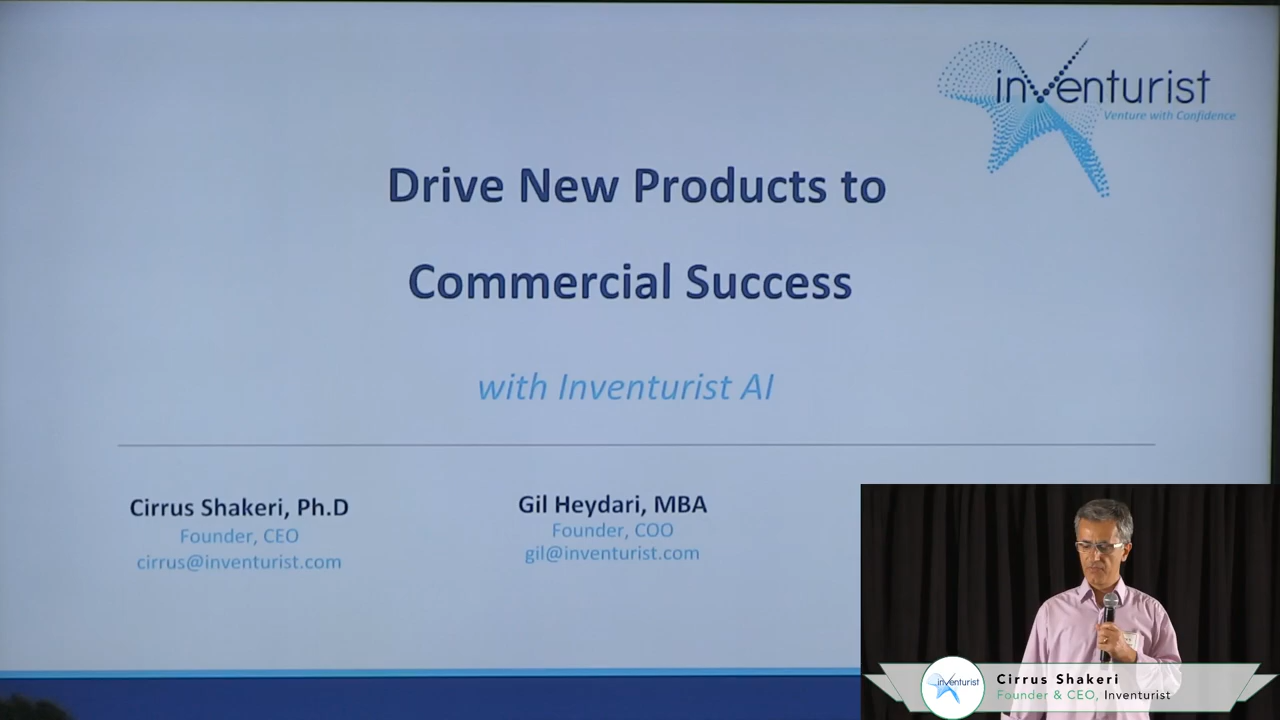 inventurist
Venture with Confidence
Drive New Products to
Commercial Success
with Inventurist AI
Cirrus Shakeri, Ph.D
Founder, CEO
cirrus@inventurist.com
Gil Heydari, MBA
Founder, COO
gil@inventurist.com
inventurist
Cirrus Shakeri
Founder & CEO, Inventurist